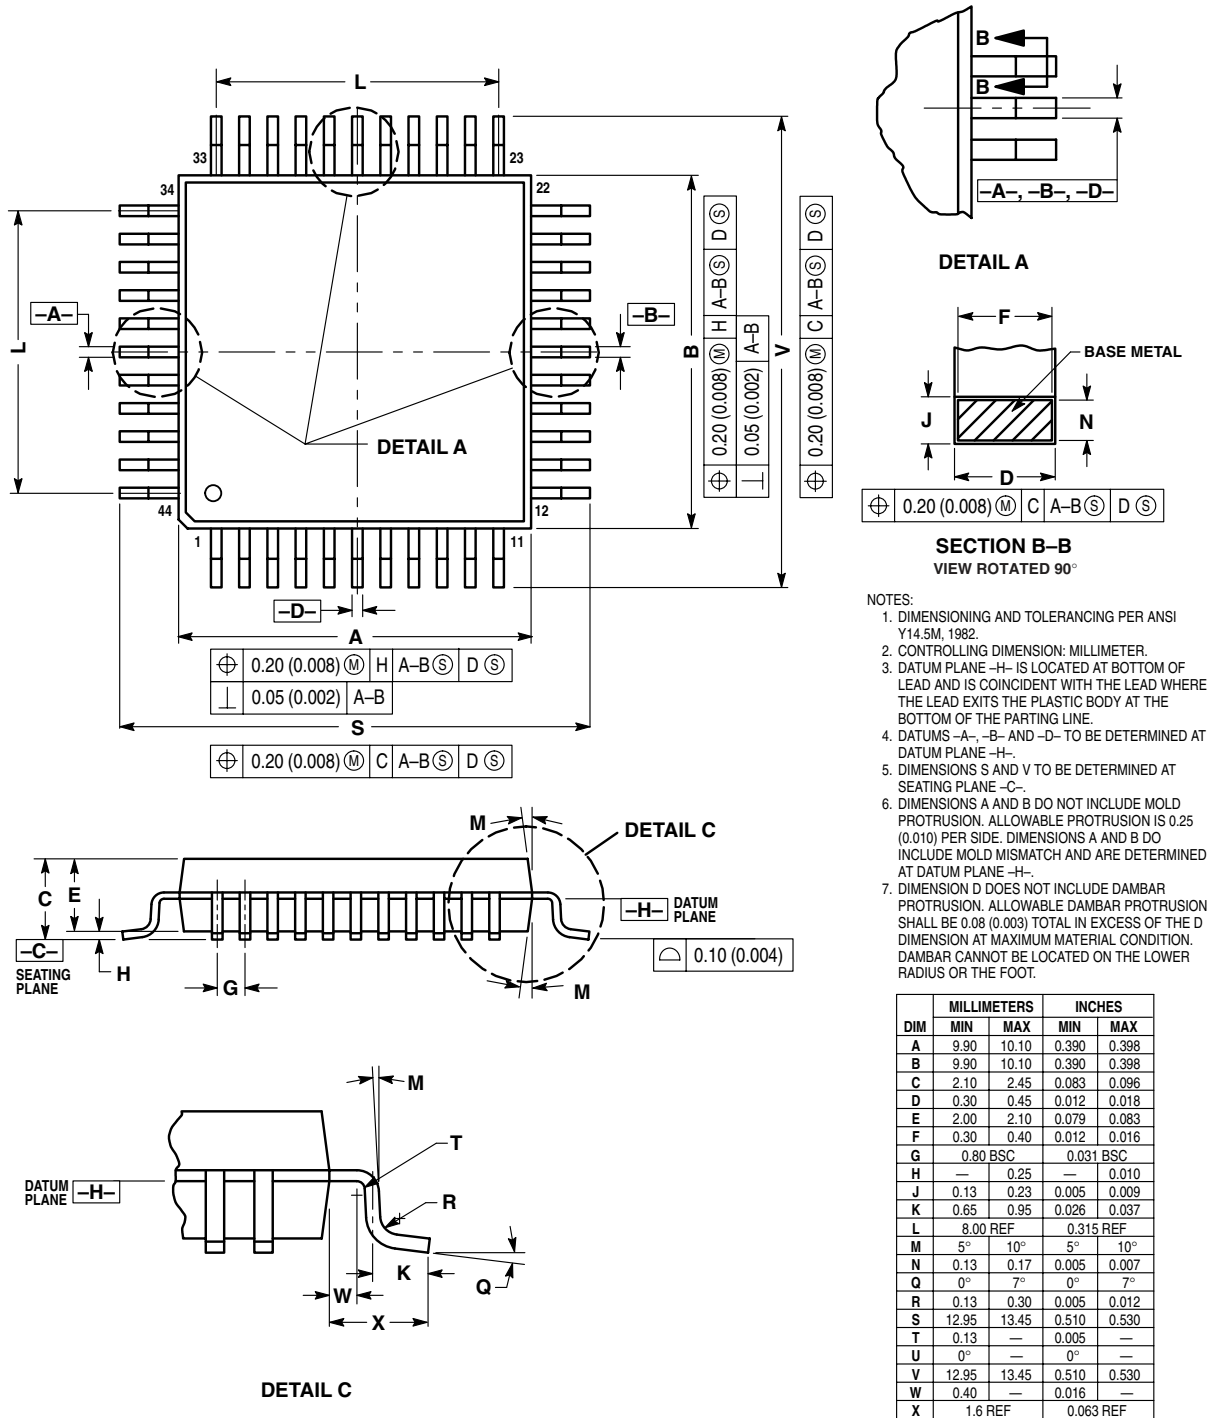 L
33
23
34
22
–A–
–B–
L
B
V
DETAIL A
44
12
1
11
–D–
A
⌖ 0.20 (0.008) Ⓜ H A–B Ⓢ D Ⓢ
⊥ 0.05 (0.002) A–B
S
⌖ 0.20 (0.008) Ⓜ C A–B Ⓢ D Ⓢ
⌖ 0.20 (0.008) Ⓜ H A–B Ⓢ D Ⓢ
⊥ 0.05 (0.002) A–B
⌖ 0.20 (0.008) Ⓜ C A–B Ⓢ D Ⓢ
B
B
–A–, –B–, –D–
DETAIL A
F
BASE METAL
J
N
D
⌖ 0.20 (0.008) Ⓜ C A–B Ⓢ D Ⓢ
SECTION B–B
VIEW ROTATED 90°
M
DETAIL C
C
E
–H– DATUM
PLANE
–C–
SEATING
PLANE
H
G
M
⌓ 0.10 (0.004)
M
T
DATUM
PLANE –H–
R
K
W
Q
X
DETAIL C
NOTES:
1. DIMENSIONING AND TOLERANCING PER ANSI
Y14.5M, 1982.
2. CONTROLLING DIMENSION: MILLIMETER.
3. DATUM PLANE –H– IS LOCATED AT BOTTOM OF
LEAD AND IS COINCIDENT WITH THE LEAD WHERE
THE LEAD EXITS THE PLASTIC BODY AT THE
BOTTOM OF THE PARTING LINE.
4. DATUMS –A–, –B– AND –D– TO BE DETERMINED AT
DATUM PLANE –H–.
5. DIMENSIONS S AND V TO BE DETERMINED AT
SEATING PLANE –C–.
6. DIMENSIONS A AND B DO NOT INCLUDE MOLD
PROTRUSION. ALLOWABLE PROTRUSION IS 0.25
(0.010) PER SIDE. DIMENSIONS A AND B DO
INCLUDE MOLD MISMATCH AND ARE DETERMINED
AT DATUM PLANE –H–.
7. DIMENSION D DOES NOT INCLUDE DAMBAR
PROTRUSION. ALLOWABLE DAMBAR PROTRUSION
SHALL BE 0.08 (0.003) TOTAL IN EXCESS OF THE D
DIMENSION AT MAXIMUM MATERIAL CONDITION.
DAMBAR CANNOT BE LOCATED ON THE LOWER
RADIUS OR THE FOOT.
MILLIMETERS INCHES
DIM MIN MAX MIN MAX
A 9.90 10.10 0.390 0.398
B 9.90 10.10 0.390 0.398
C 2.10 2.45 0.083 0.096
D 0.30 0.45 0.012 0.018
E 2.00 2.10 0.079 0.083
F 0.30 0.40 0.012 0.016
G 0.80 BSC 0.031 BSC
H — 0.25 — 0.010
J 0.13 0.23 0.005 0.009
K 0.65 0.95 0.026 0.037
L 8.00 REF 0.315 REF
M 5° 10° 5° 10°
N 0.13 0.17 0.005 0.007
Q 0° 7° 0° 7°
R 0.13 0.30 0.005 0.012
S 12.95 13.45 0.510 0.530
T 0.13 — 0.005 —
U 0° — 0° —
V 12.95 13.45 0.510 0.530
W 0.40 — 0.016 —
X 1.6 REF 0.063 REF